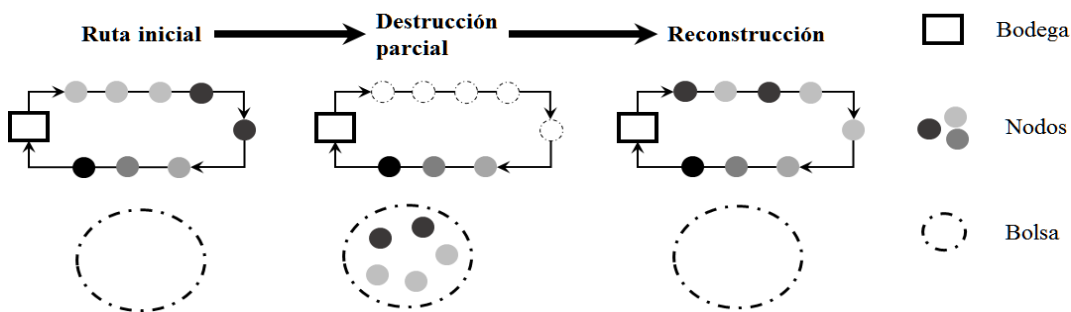 Ruta inicial
Destrucción
parcial
Reconstrucción
Bodega
Nodos
Bolsa